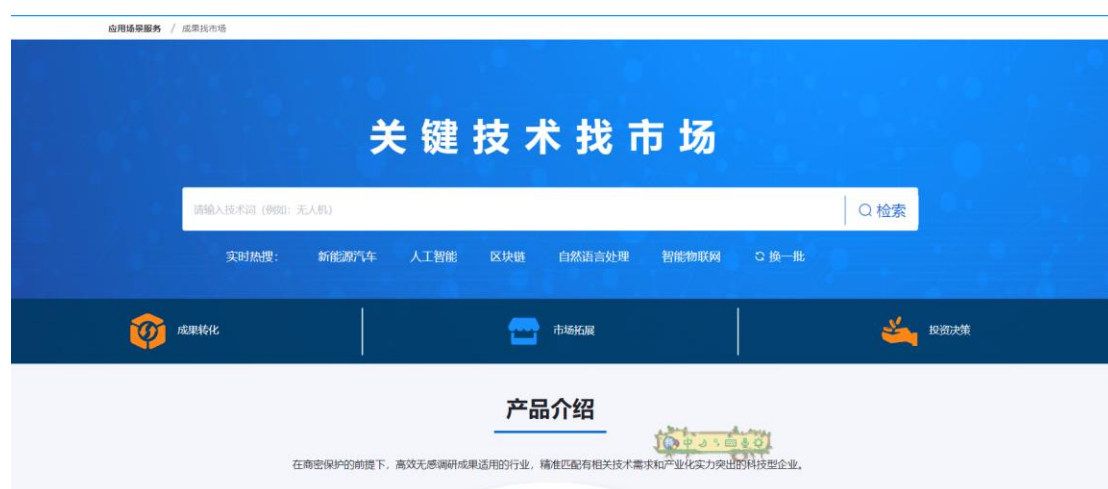 应用场景服务 / 成果找市场
关键技术找市场
请输入技术词（例如：无人机） 检索
实时热搜： 新能源汽车 人工智能 区块链 自然语言处理 智能物联网 换一批
成果转化 市场拓展 投资决策
产品介绍
中
在商密保护的前提下，高效无感调研成果适用的行业，精准匹配有相关技术需求和产业化实力突出的科技型企业。